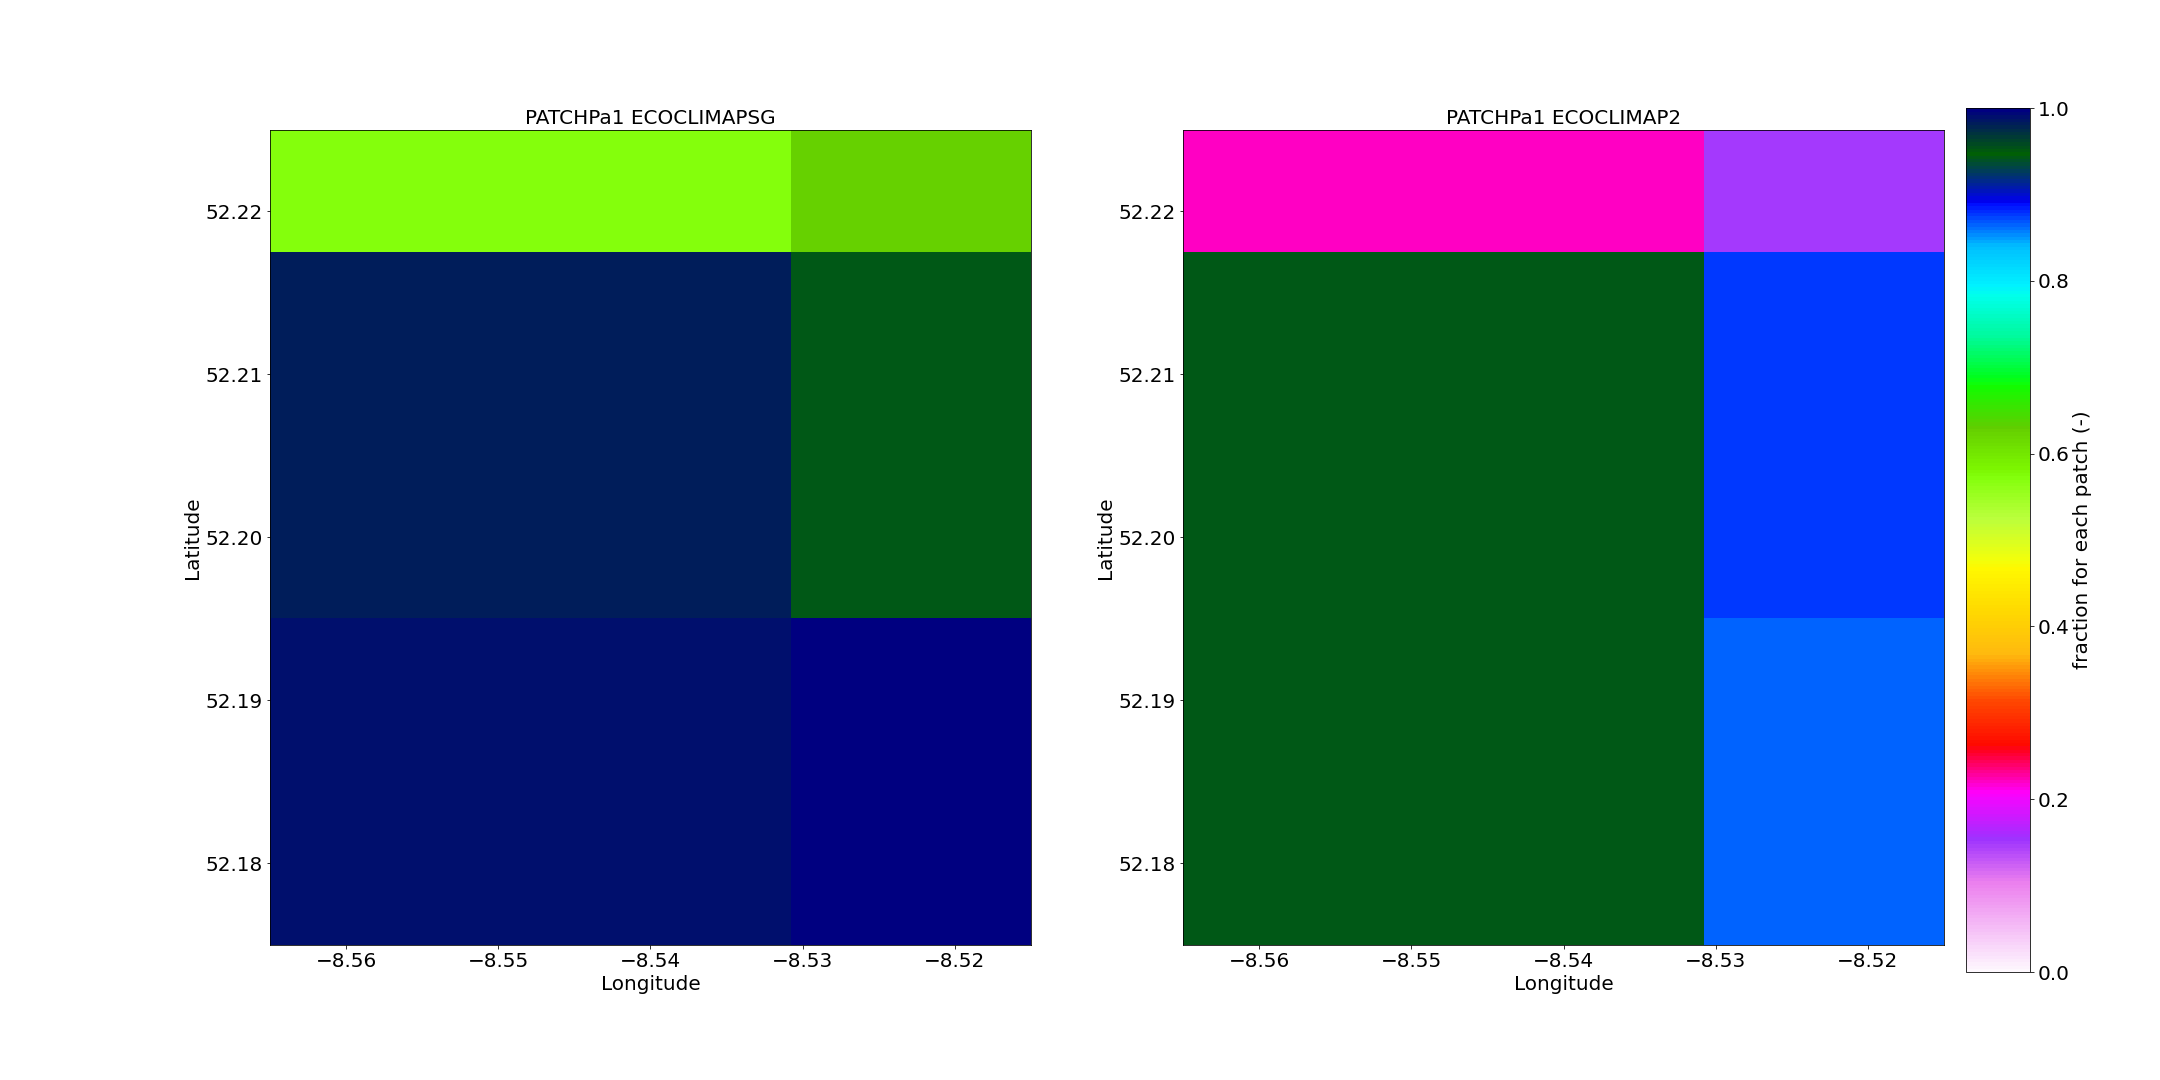 PATCHPa1 ECOCLIMAPSG
52.22
52.21
52.20
52.19
52.18
Latitude
−8.56 −8.55 −8.54 −8.53 −8.52
Longitude
PATCHPa1 ECOCLIMAP2
52.22
52.21
52.20
52.19
52.18
Latitude
−8.56 −8.55 −8.54 −8.53 −8.52
Longitude
1.0
0.8
0.6
0.4
0.2
0.0
fraction for each patch (-)